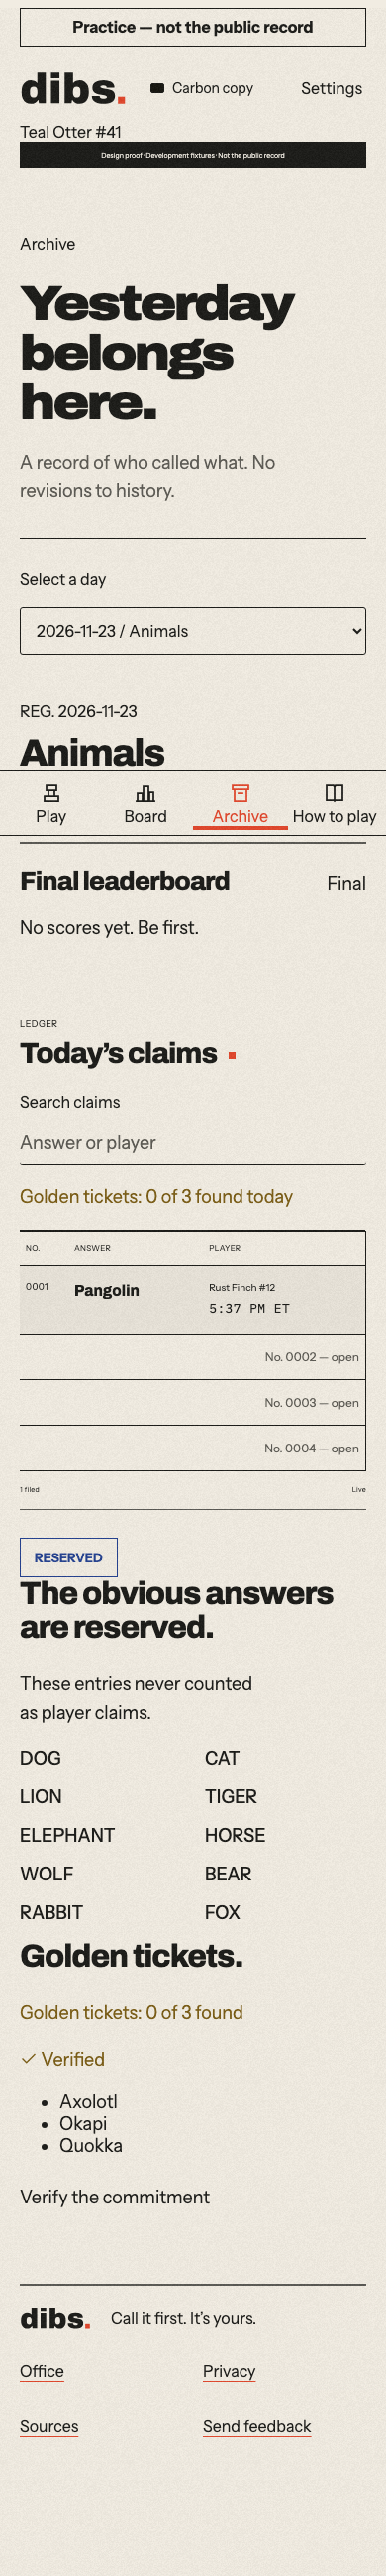 Practice — not the public record
dibs.
Carbon copy
Settings
Teal Otter #41
Design proof · Development fixtures · Not the public record
Archive
Yesterday
belongs
here.
A record of who called what. No
revisions to history.
Select a day
2026-11-23 / Animals
REG. 2026-11-23
Animals
Play
Board
Archive
How to play
Final leaderboard
Final
No scores yet. Be first.
LEDGER
Today’s claims
Search claims
Answer or player
Golden tickets: 0 of 3 found today
NO. ANSWER PLAYER
0001 Pangolin Rust Finch #12
5:37 PM ET
No. 0002 — open
No. 0003 — open
No. 0004 — open
1 filed
Live
RESERVED
The obvious answers
are reserved.
These entries never counted
as player claims.
DOG CAT
LION TIGER
ELEPHANT HORSE
WOLF BEAR
RABBIT FOX
Golden tickets.
Golden tickets: 0 of 3 found
✓ Verified
• Axolotl
• Okapi
• Quokka
Verify the commitment
dibs.
Call it first. It’s yours.
Office
Privacy
Sources
Send feedback